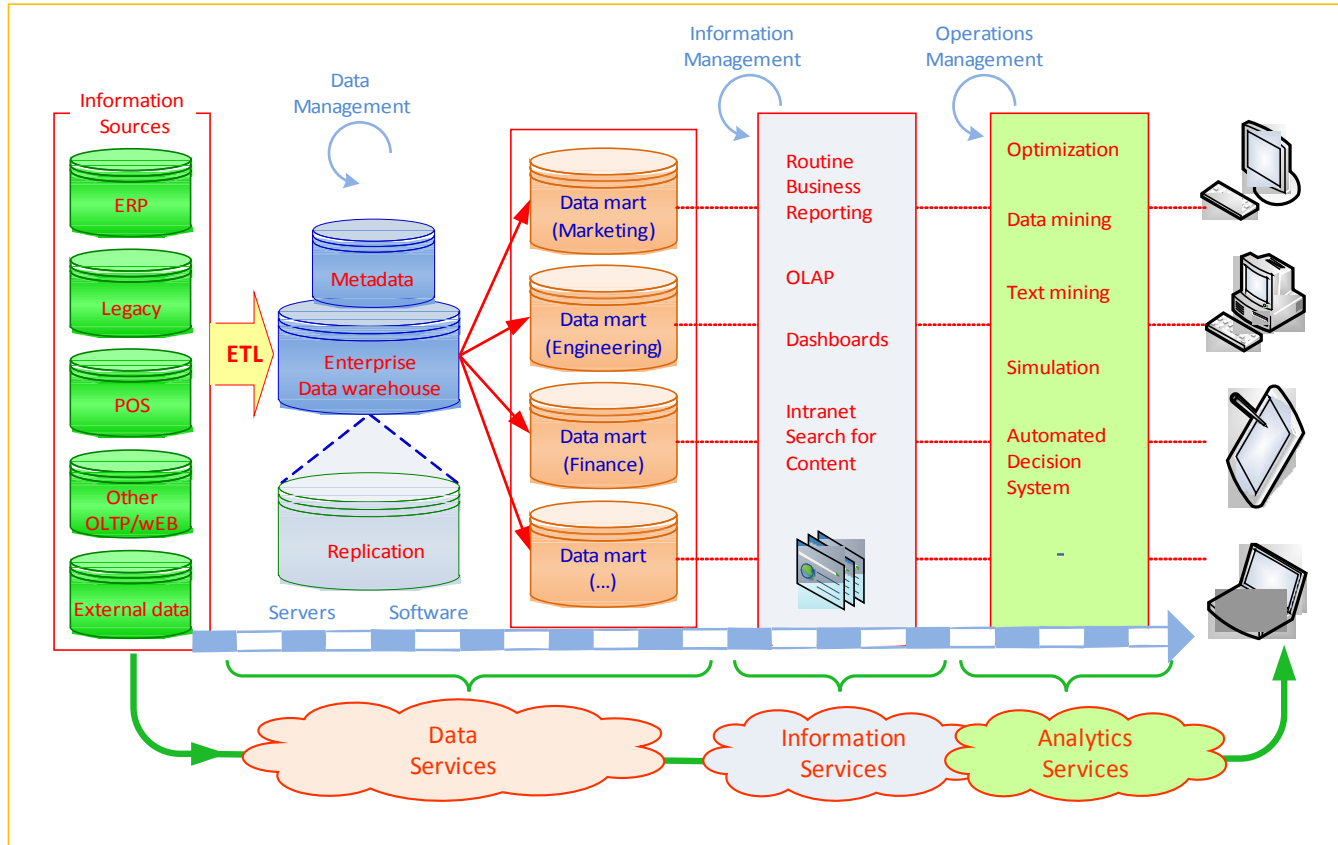 Information
Sources
ERP
Legacy
POS
Other
OLTP/wEB
External data
ETL
Data
Management
Metadata
Enterprise
Data warehouse
Replication
Servers
Software
Data mart
(Marketing)
Data mart
(Engineering)
Data mart
(Finance)
Data mart
(...)
Information
Management
Routine
Business
Reporting
OLAP
Dashboards
Intranet
Search for
Content
Operations
Management
Optimization
Data mining
Text mining
Simulation
Automated
Decision
System
-
Data
Services
Information
Services
Analytics
Services